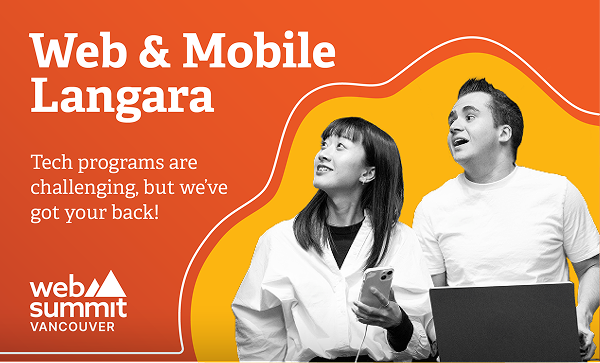 Web & Mobile
Langara
Tech programs are
challenging, but we've
got your back!
web
summit
VANCOUVER